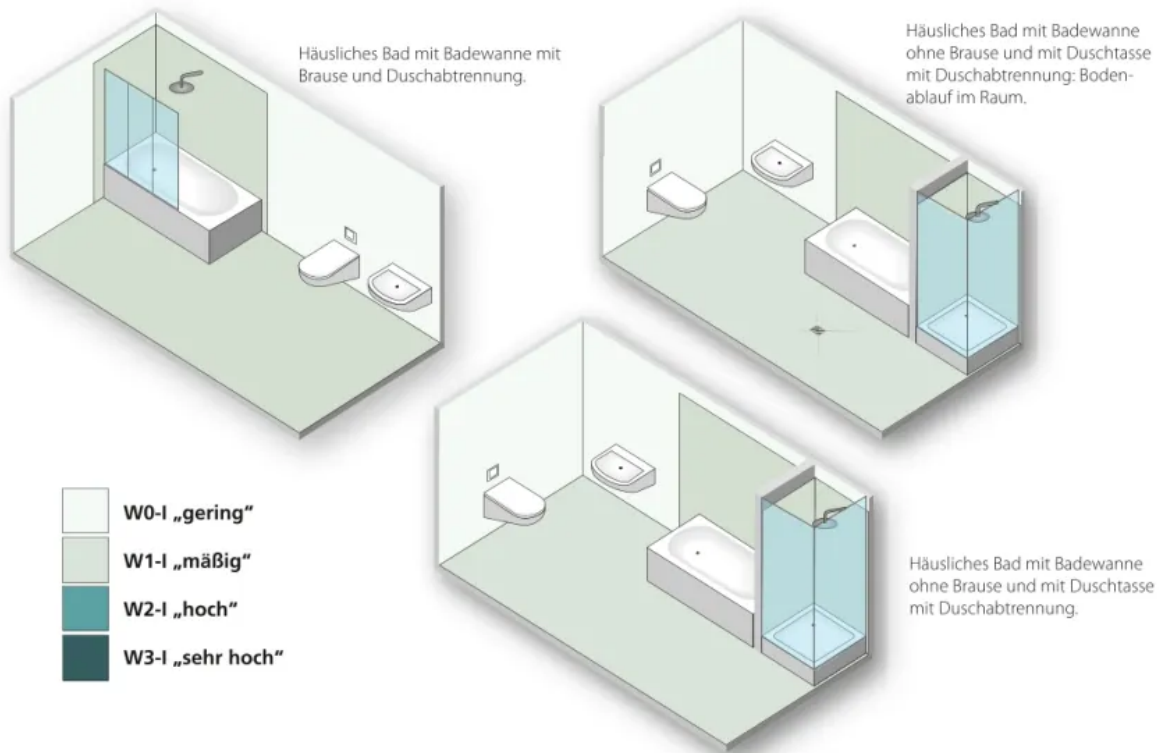 Häusliches Bad mit Badewanne mit
Brause und Duschabtrennung.
Häusliches Bad mit Badewanne
ohne Brause und mit Duschtasse
mit Duschabtrennung: Boden-
ablauf im Raum.
W0-I „gering“
W1-I „mäßig“
W2-I „hoch“
W3-I „sehr hoch“
Häusliches Bad mit Badewanne
ohne Brause und mit Duschtasse
mit Duschabtrennung.